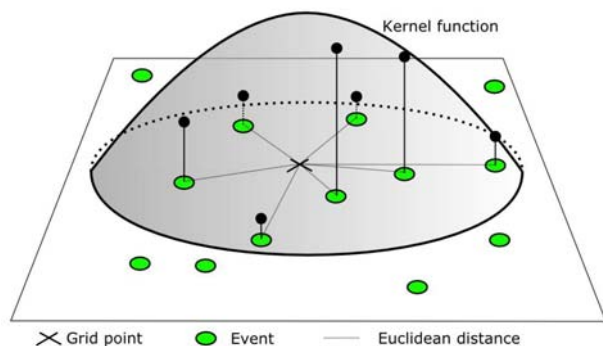 Kernel function
Grid point
Event
Euclidean distance